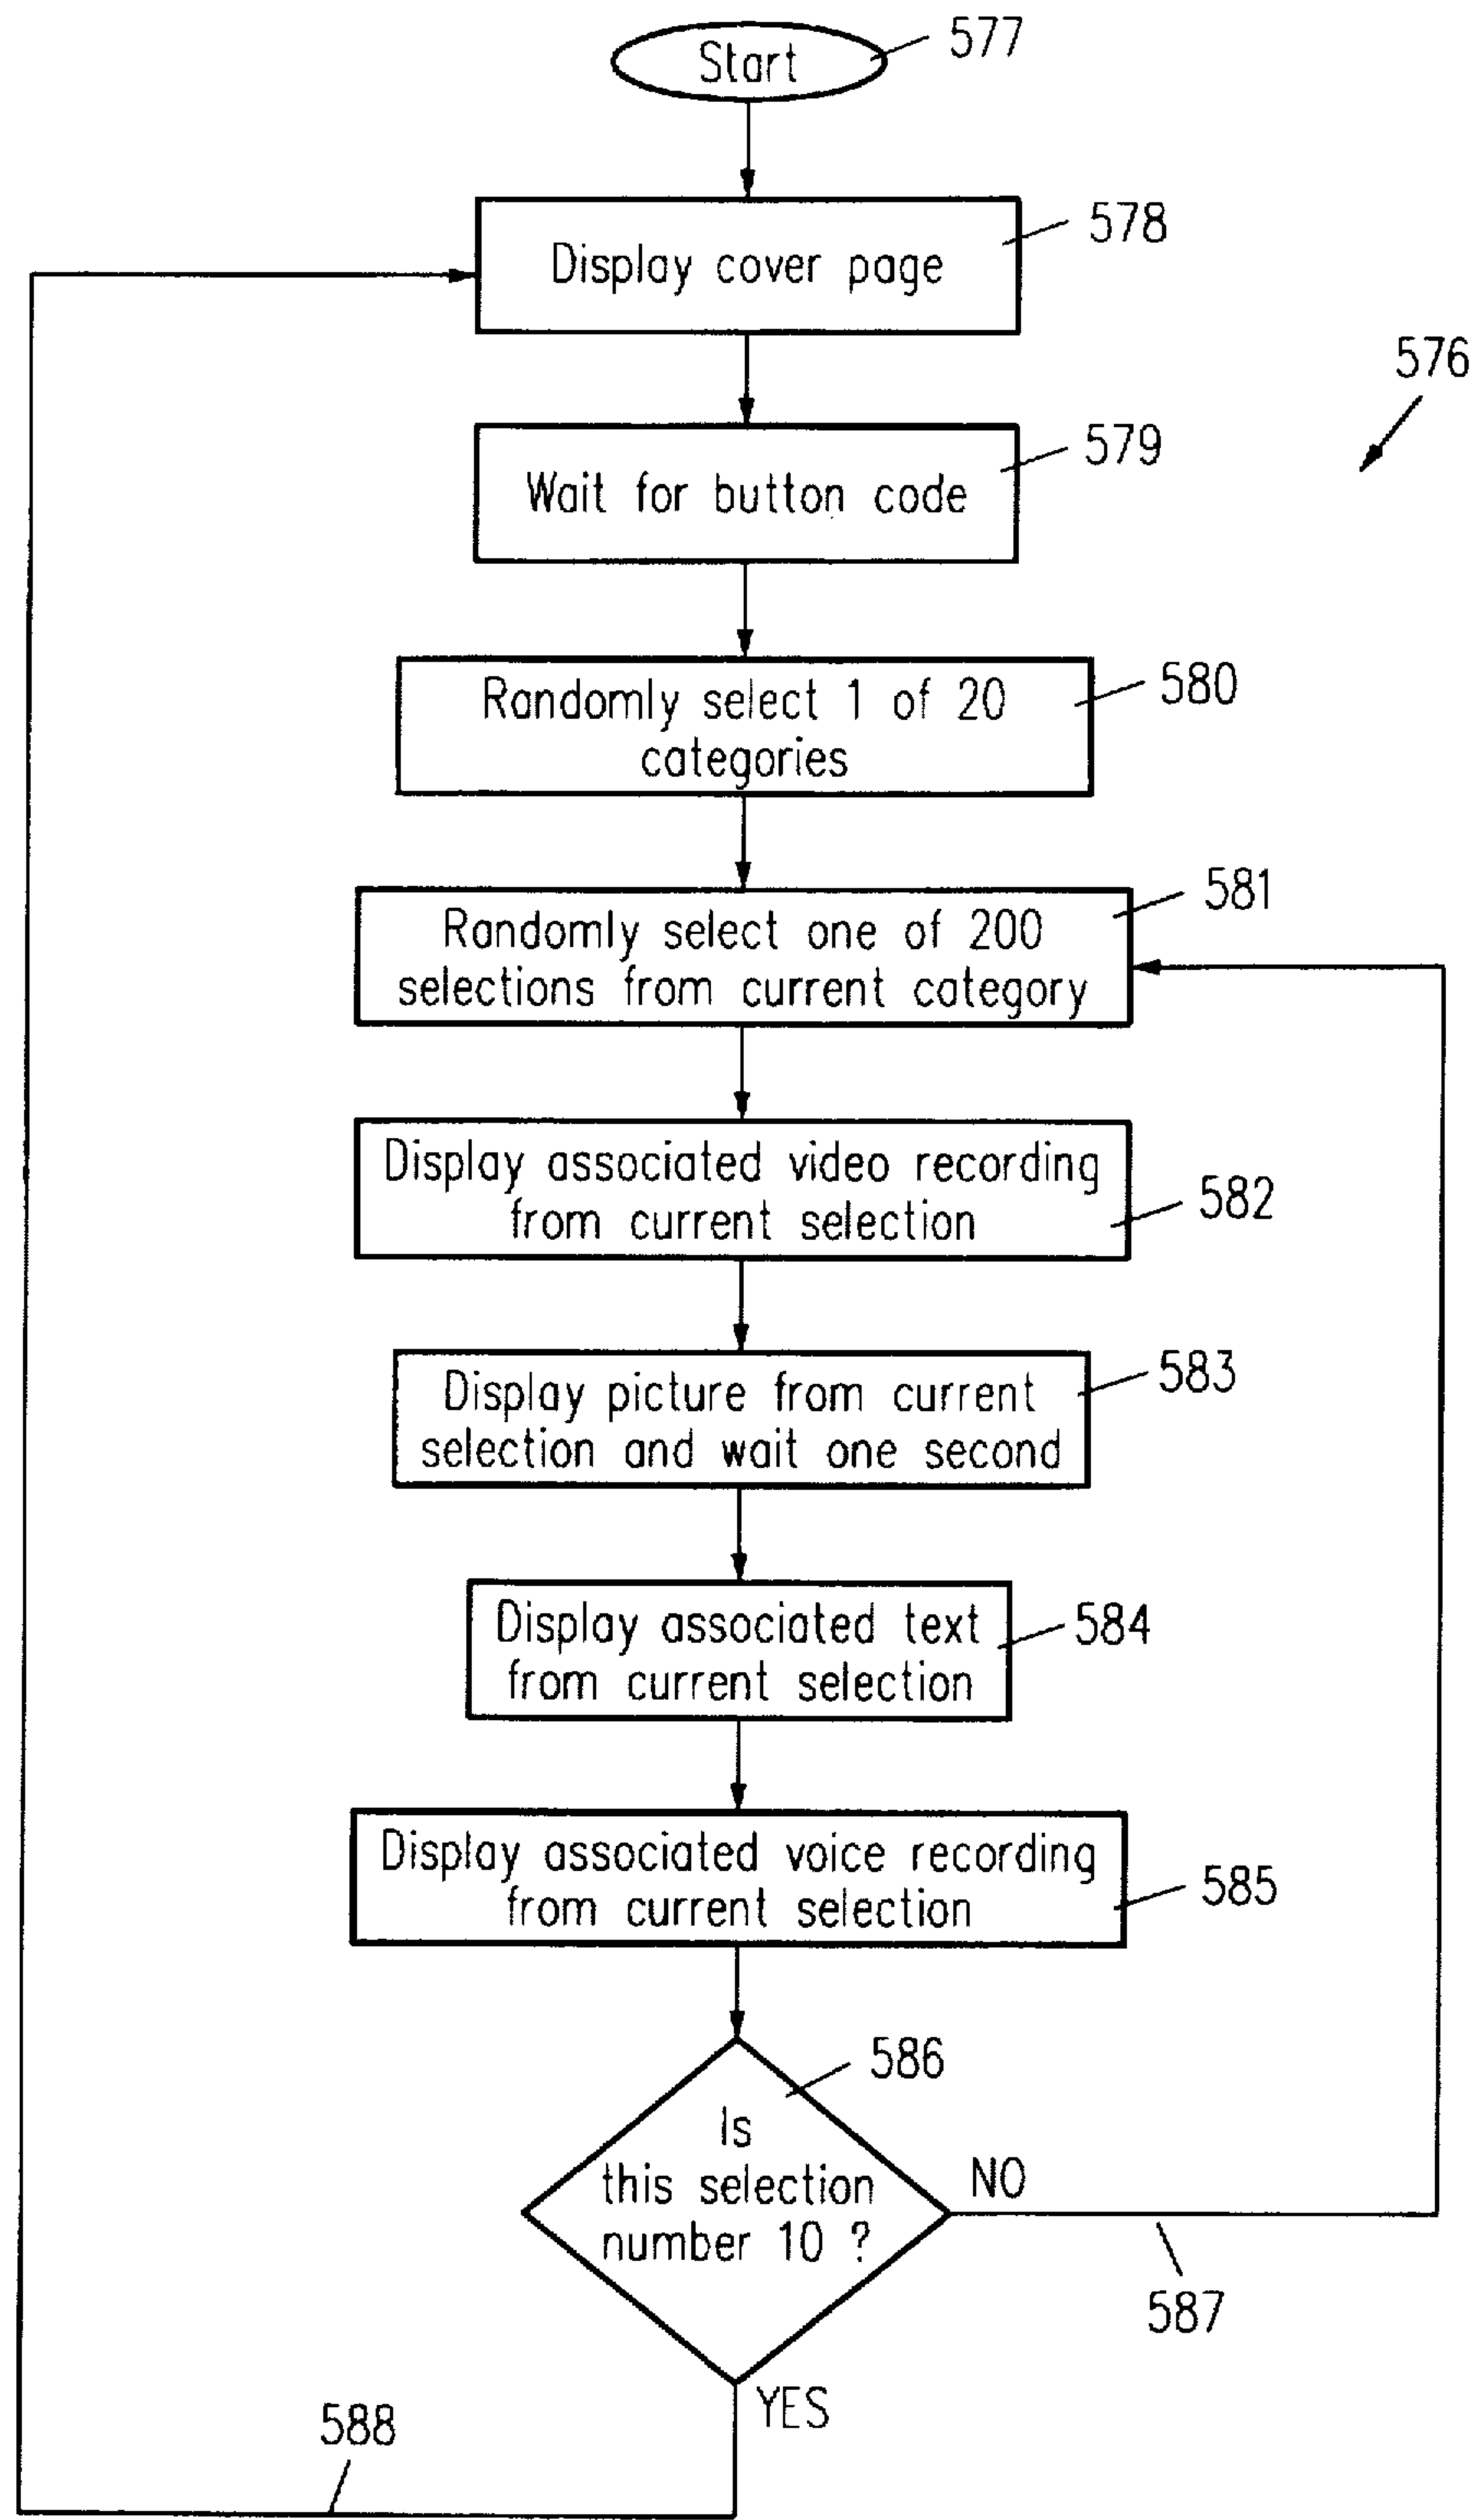 Start
577
Display cover page
578
576
Wait for button code
579
Randomly select 1 of 20
categories
580
Randomly select one of 200
selections from current category
581
Display associated video recording
from current selection
582
Display picture from current
selection and wait one second
583
Display associated text
from current selection
584
Display associated voice recording
from current selection
585
586
Is
this selection
number 10 ?
NO
587
YES
588